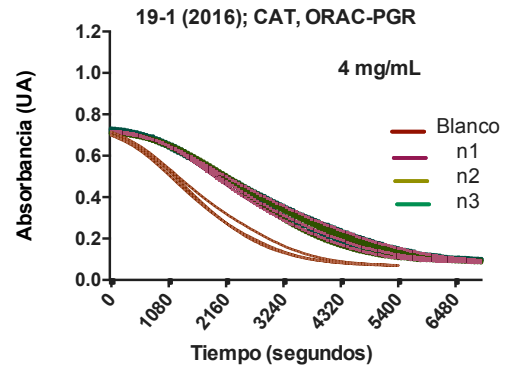 19-1 (2016); CAT, ORAC-PGR
4 mg/mL
Absorbancia (UA)
1.2
1.0
0.8
0.6
0.4
0.2
0.0
Blanco
n1
n2
n3
0
1080
2160
3240
4320
5400
6480
Tiempo (segundos)